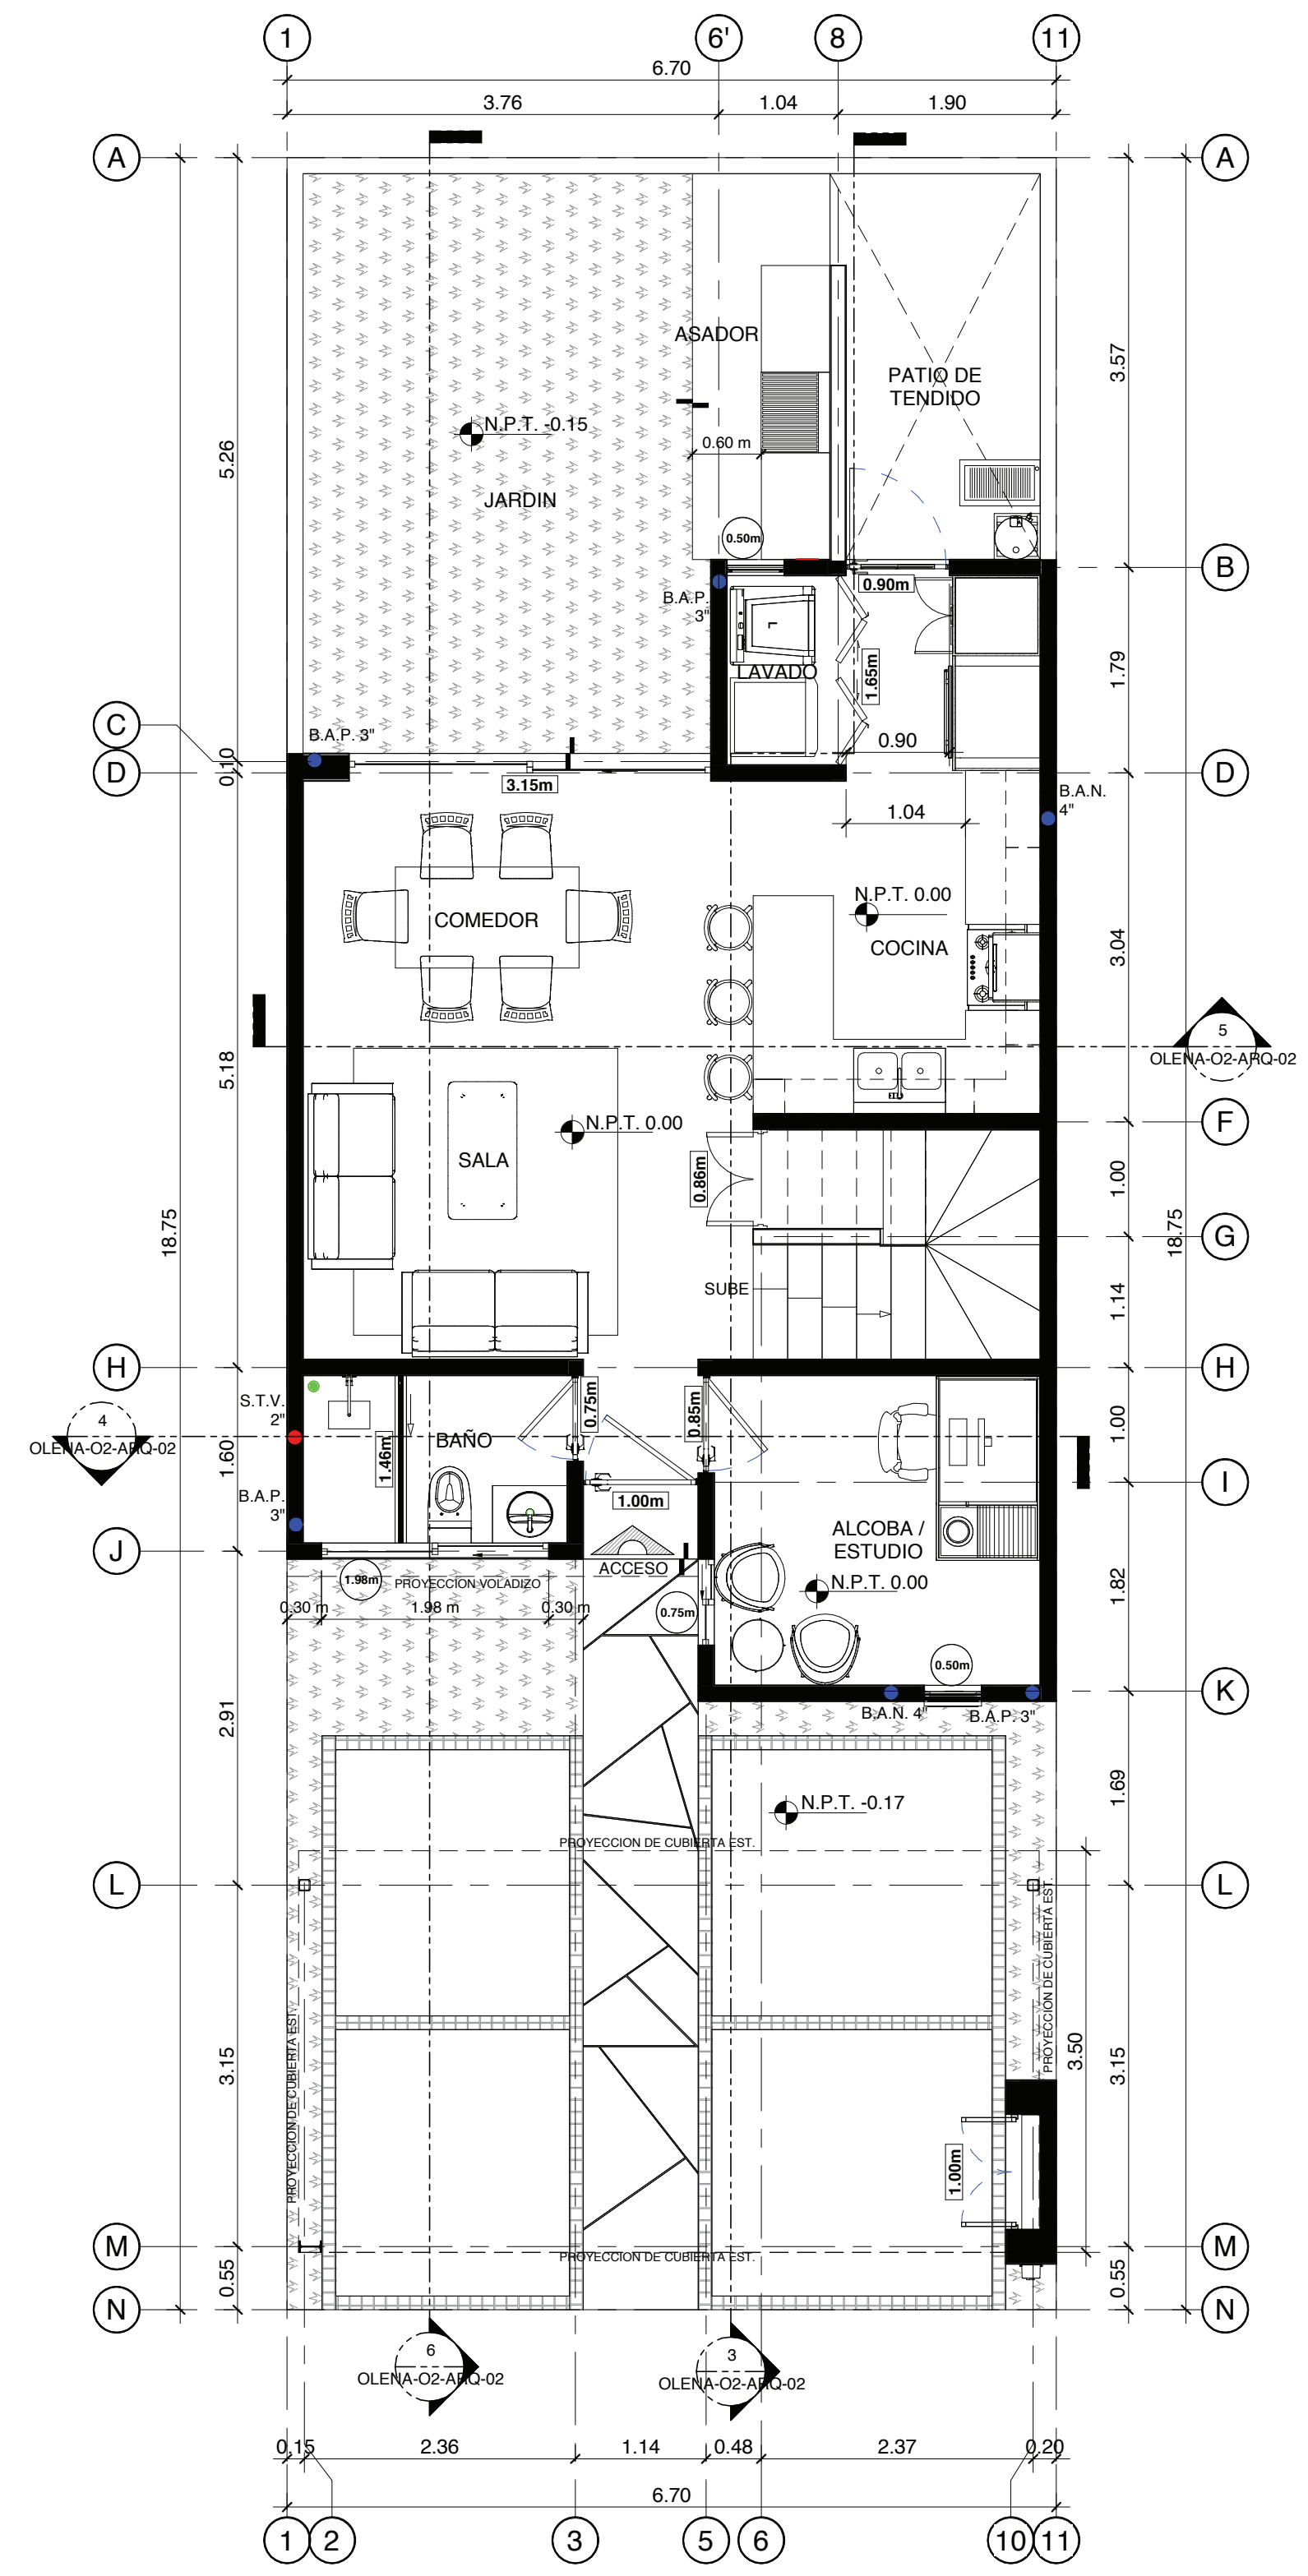 1
6'
8
11
6.70
3.76
1.04
1.90
A
A
3.57
ASADOR
PATIO DE
TENDIDO
N.P.T. -0.15
0.60 m
5.26
JARDIN
0.50m
B
0.90m
B.A.P.
3"
1.79
1.65m
LAVADO
C
B.A.P. 3"
0.90
0.10
D
D
3.15m
B.A.N.
4"
1.04
N.P.T. 0.00
COMEDOR
COCINA
3.04
5
OLENA-O2-ARQ-02
5.18
F
N.P.T. 0.00
SALA
0.86m
1.00
18.75
18.75
G
SUBE
1.14
H
H
S.T.V.
2"
0.75m
0.85m
4
OLENA-O2-ARQ-02
BAÑO
1.00
1.46m
1.60
I
B.A.P.
3"
1.00m
ALCOBA /
ESTUDIO
J
ACCESO
1.98m
PROYECCION VOLADIZO
N.P.T. 0.00
1.82
0.30 m
1.98 m
0.30 m
0.75m
0.50m
K
B.A.N. 4"
B.A.P. 3"
2.91
1.69
N.P.T. -0.17
PROYECCION DE CUBIERTA EST.
L
L
PROYECCION DE CUBIERTA EST.
PROYECCION DE CUBIERTA EST.
3.50
3.15
3.15
1.00m
M
M
PROYECCION DE CUBIERTA EST.
0.55
0.55
N
N
6
OLENA-O2-ARQ-02
3
OLENA-O2-ARQ-02
0.15
2.36
1.14
0.48
2.37
0.20
6.70
1
2
3
5
6
10
11